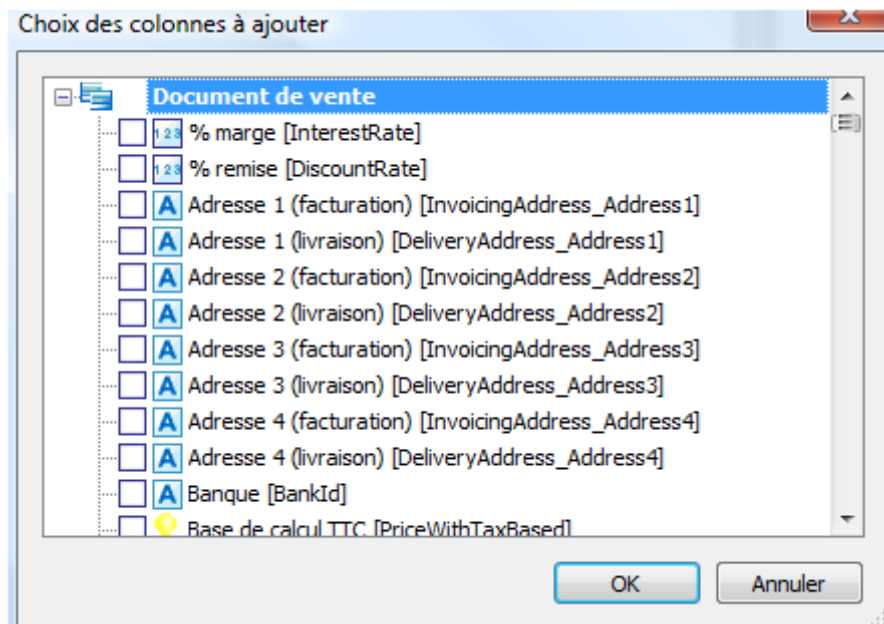 Choix des colonnes à ajouter
Document de vente
123 % marge [InterestRate]
123 % remise [DiscountRate]
A Adresse 1 (facturation) [InvoicingAddress_Address1]
A Adresse 1 (livraison) [DeliveryAddress_Address1]
A Adresse 2 (facturation) [InvoicingAddress_Address2]
A Adresse 2 (livraison) [DeliveryAddress_Address2]
A Adresse 3 (facturation) [InvoicingAddress_Address3]
A Adresse 3 (livraison) [DeliveryAddress_Address3]
A Adresse 4 (facturation) [InvoicingAddress_Address4]
A Adresse 4 (livraison) [DeliveryAddress_Address4]
A Banque [BankId]
Base de calcul TTC [PriceWithTaxBased]
OK Annuler